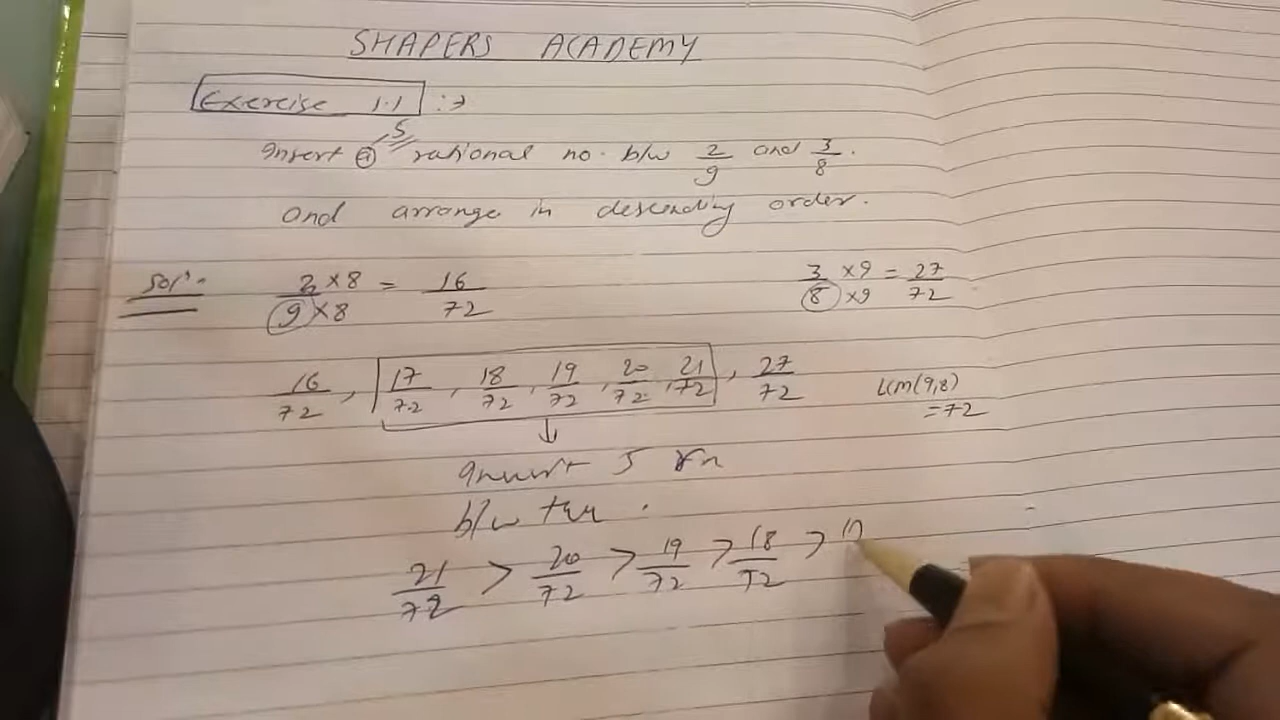 SHAPERS ACADEMY
Exercise 1.1 :→
Insert 5 rational no. b/w 2/9 and 3/8.
and arrange in descending order.
Sol:- 2×8/9×8 = 16/72 3×9/8×9 = 27/72
16/72, 17/72, 18/72, 19/72, 20/72, 21/72, 27/72 LCM(9,8)
=72
↓
Insert 5 rn
b/w
21/72 > 20/72 > 19/72 > 18/72 >